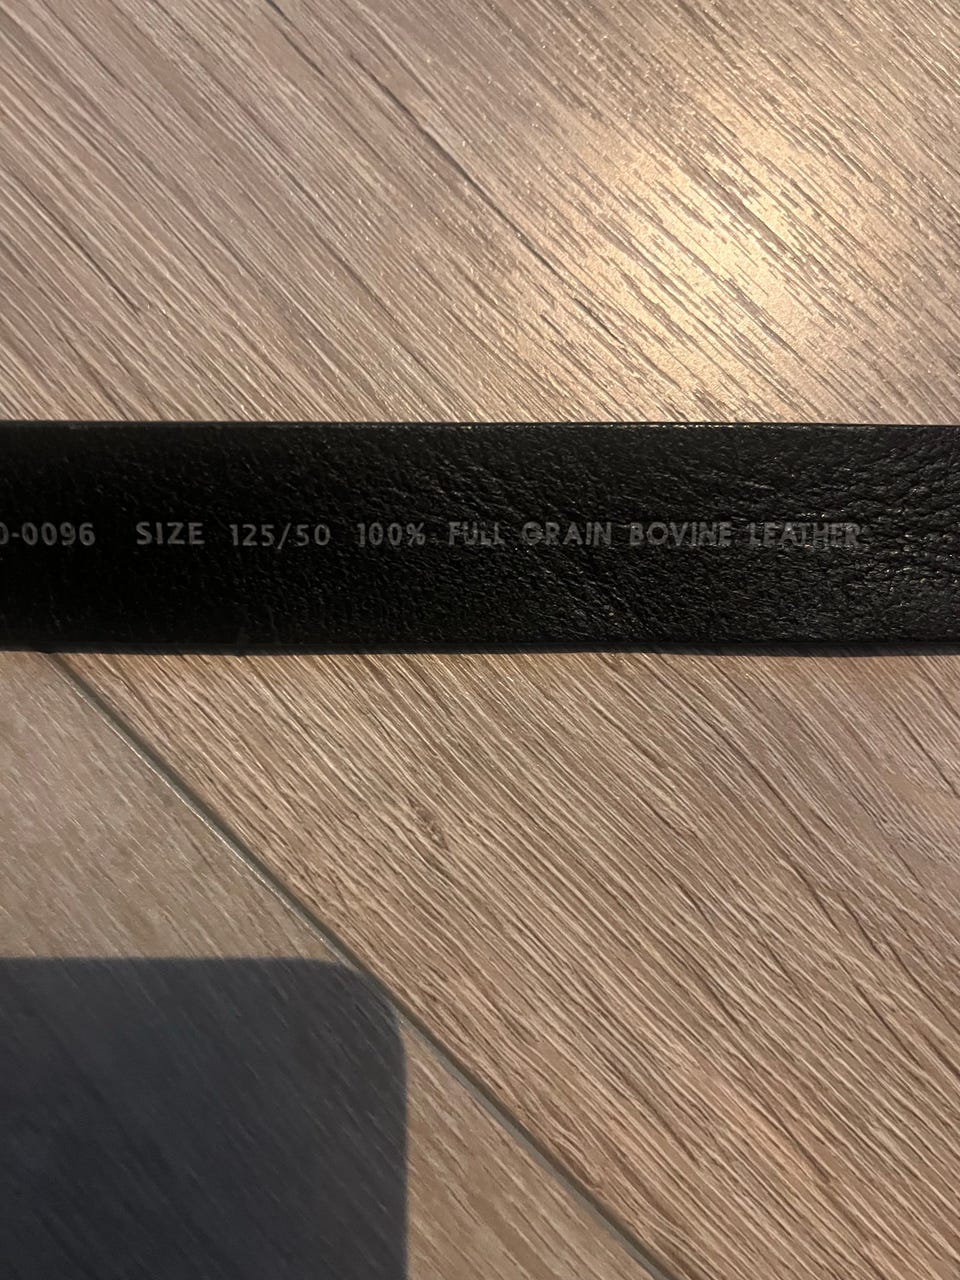 0-0096 SIZE 125/50 100% FULL GRAIN BOVINE LEATHER